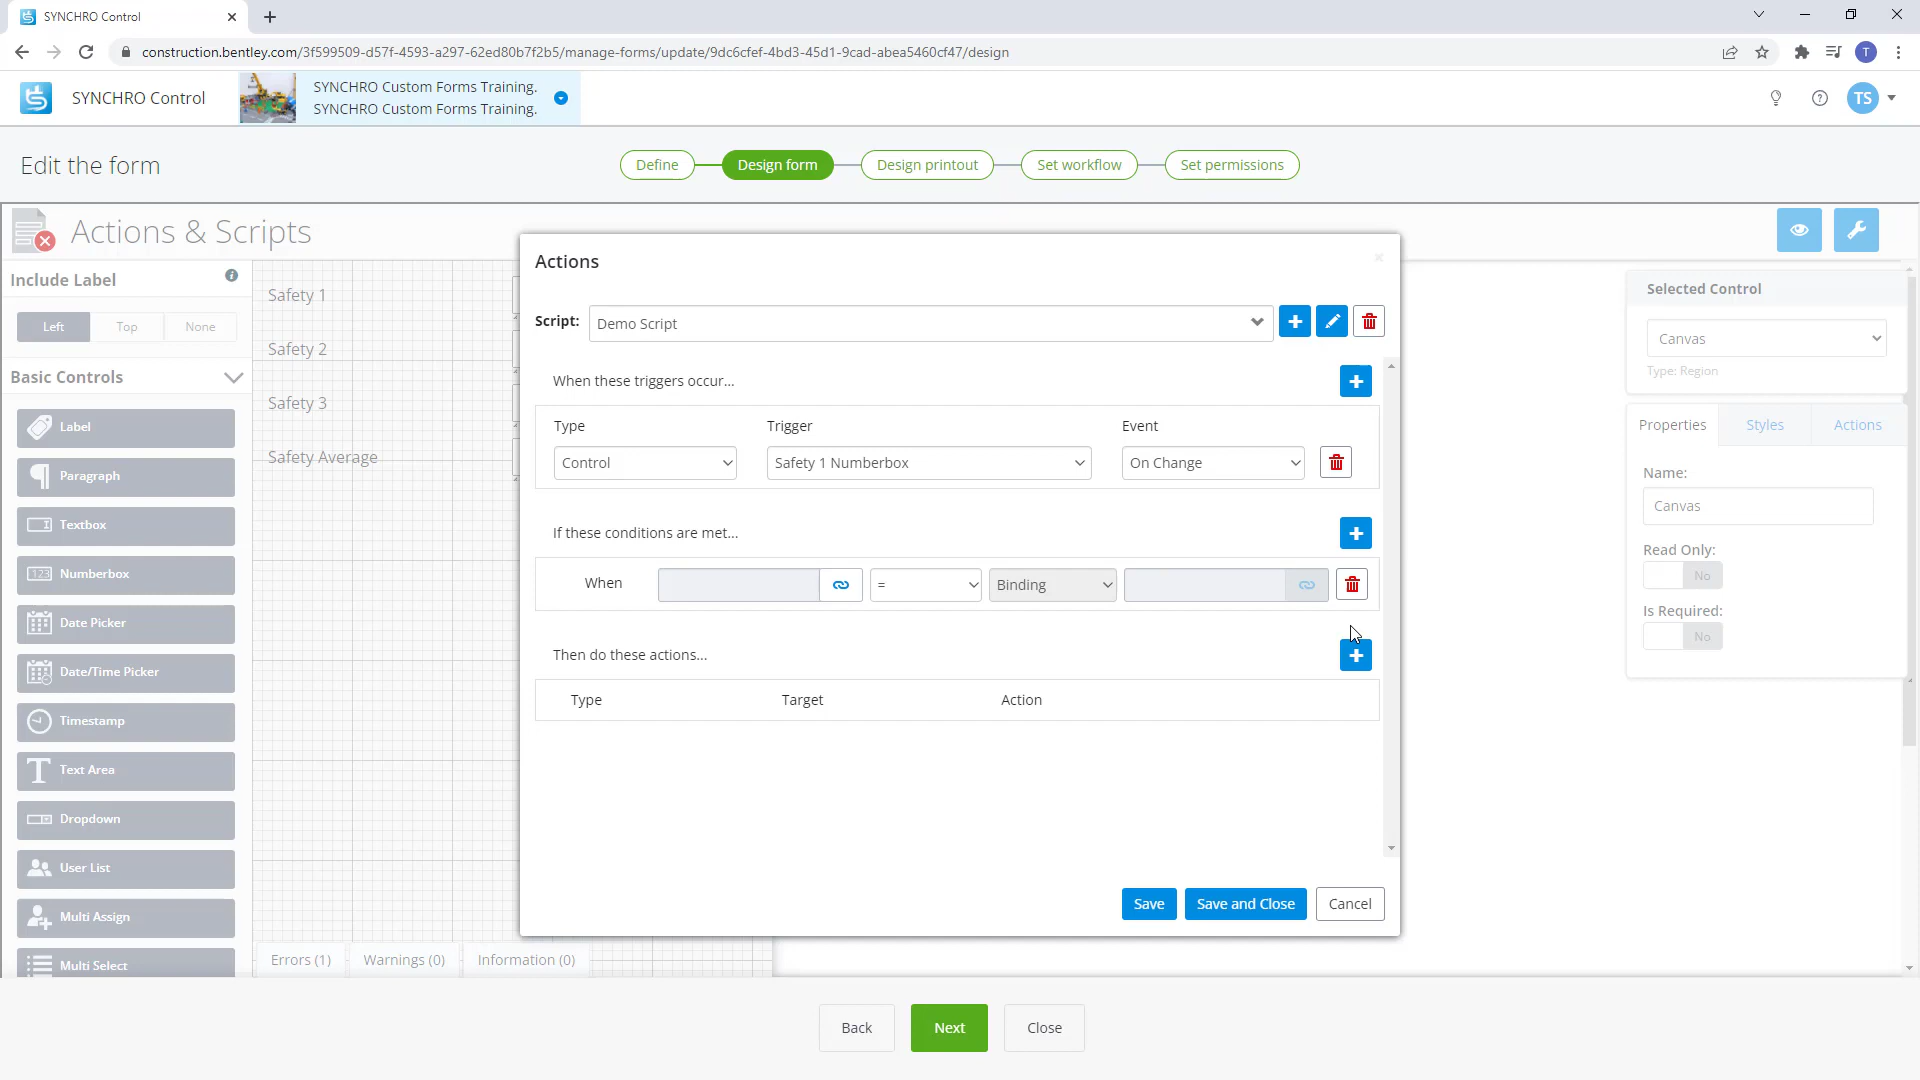 SYNCHRO Control
construction.bentley.com/3f599509-d57f-4593-a297-62ed80b7f2b5/manage-forms/update/9dc6cfef-4bd3-45d1-9cad-abea5460cf47/design
T
SYNCHRO Control
SYNCHRO Custom Forms Training.
SYNCHRO Custom Forms Training.
TS
Edit the form
Define
Design form
Design printout
Set workflow
Set permissions
Actions & Scripts
Include Label
Left
Top
None
Basic Controls
Label
Paragraph
Textbox
123
Numberbox
Date Picker
Date/Time Picker
Timestamp
Text Area
Dropdown
User List
Multi Assign
Multi Select
Safety 1
Safety 2
Safety 3
Safety Average
Errors (1)
Warnings (0)
Information (0)
Actions
Script:
Demo Script
When these triggers occur...
Type
Trigger
Event
Control
Safety 1 Numberbox
On Change
If these conditions are met...
When
=
Binding
Then do these actions...
Type
Target
Action
Save
Save and Close
Cancel
Selected Control
Canvas
Type: Region
Properties
Styles
Actions
Name:
Canvas
Read Only:
No
Is Required:
No
Back
Next
Close